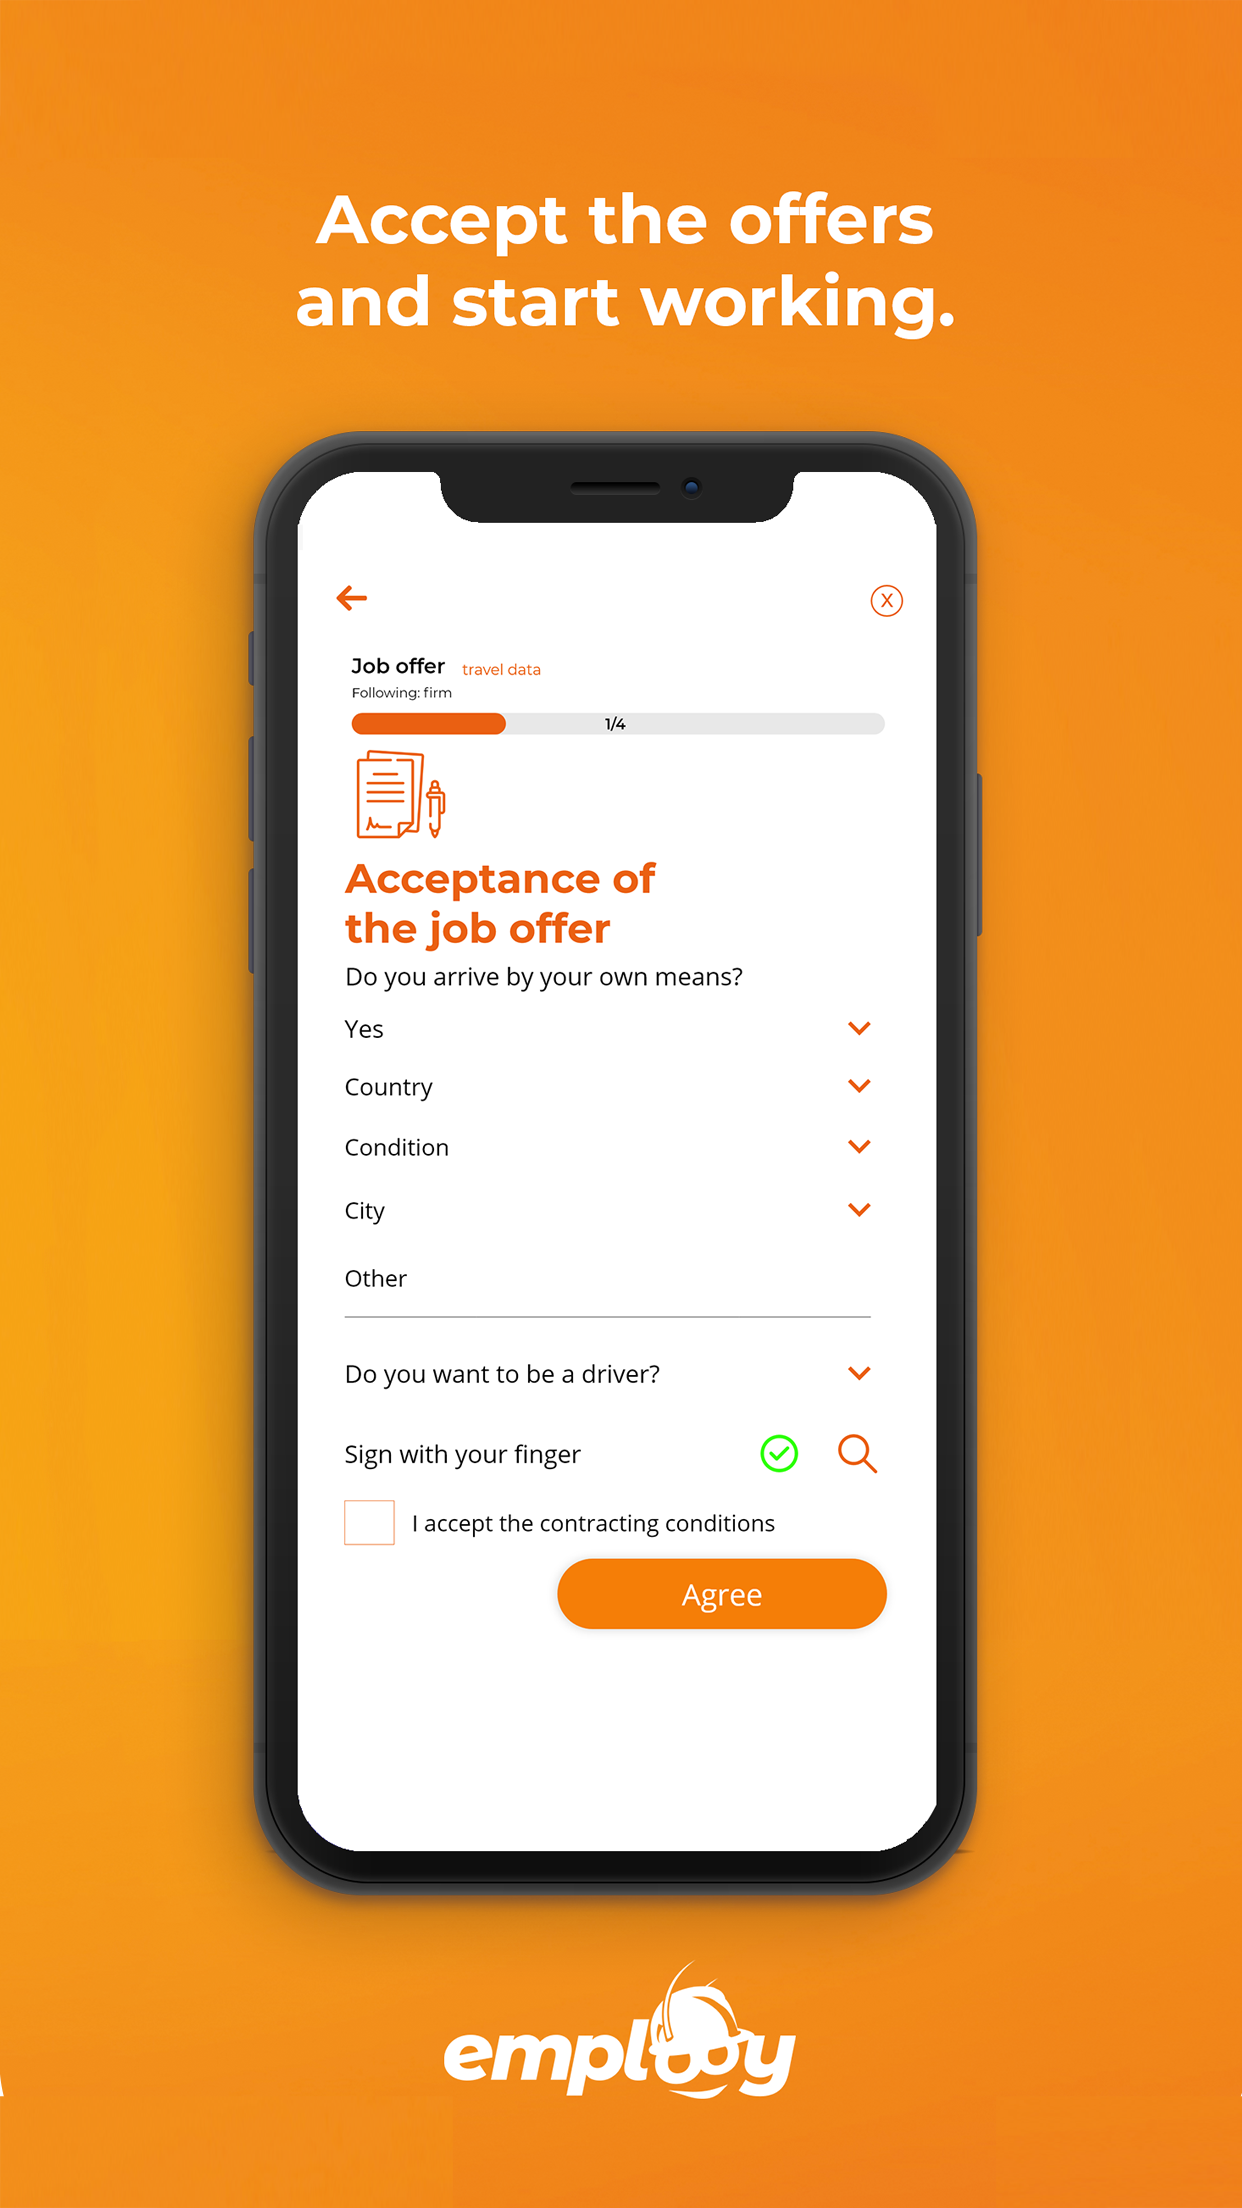 Accept the offers
and start working.
X
Job offer travel data
Following: firm
1/4
Acceptance of
the job offer
Do you arrive by your own means?
Yes
Country
Condition
City
Other
Do you want to be a driver?
Sign with your finger
I accept the contracting conditions
Agree
emplooy